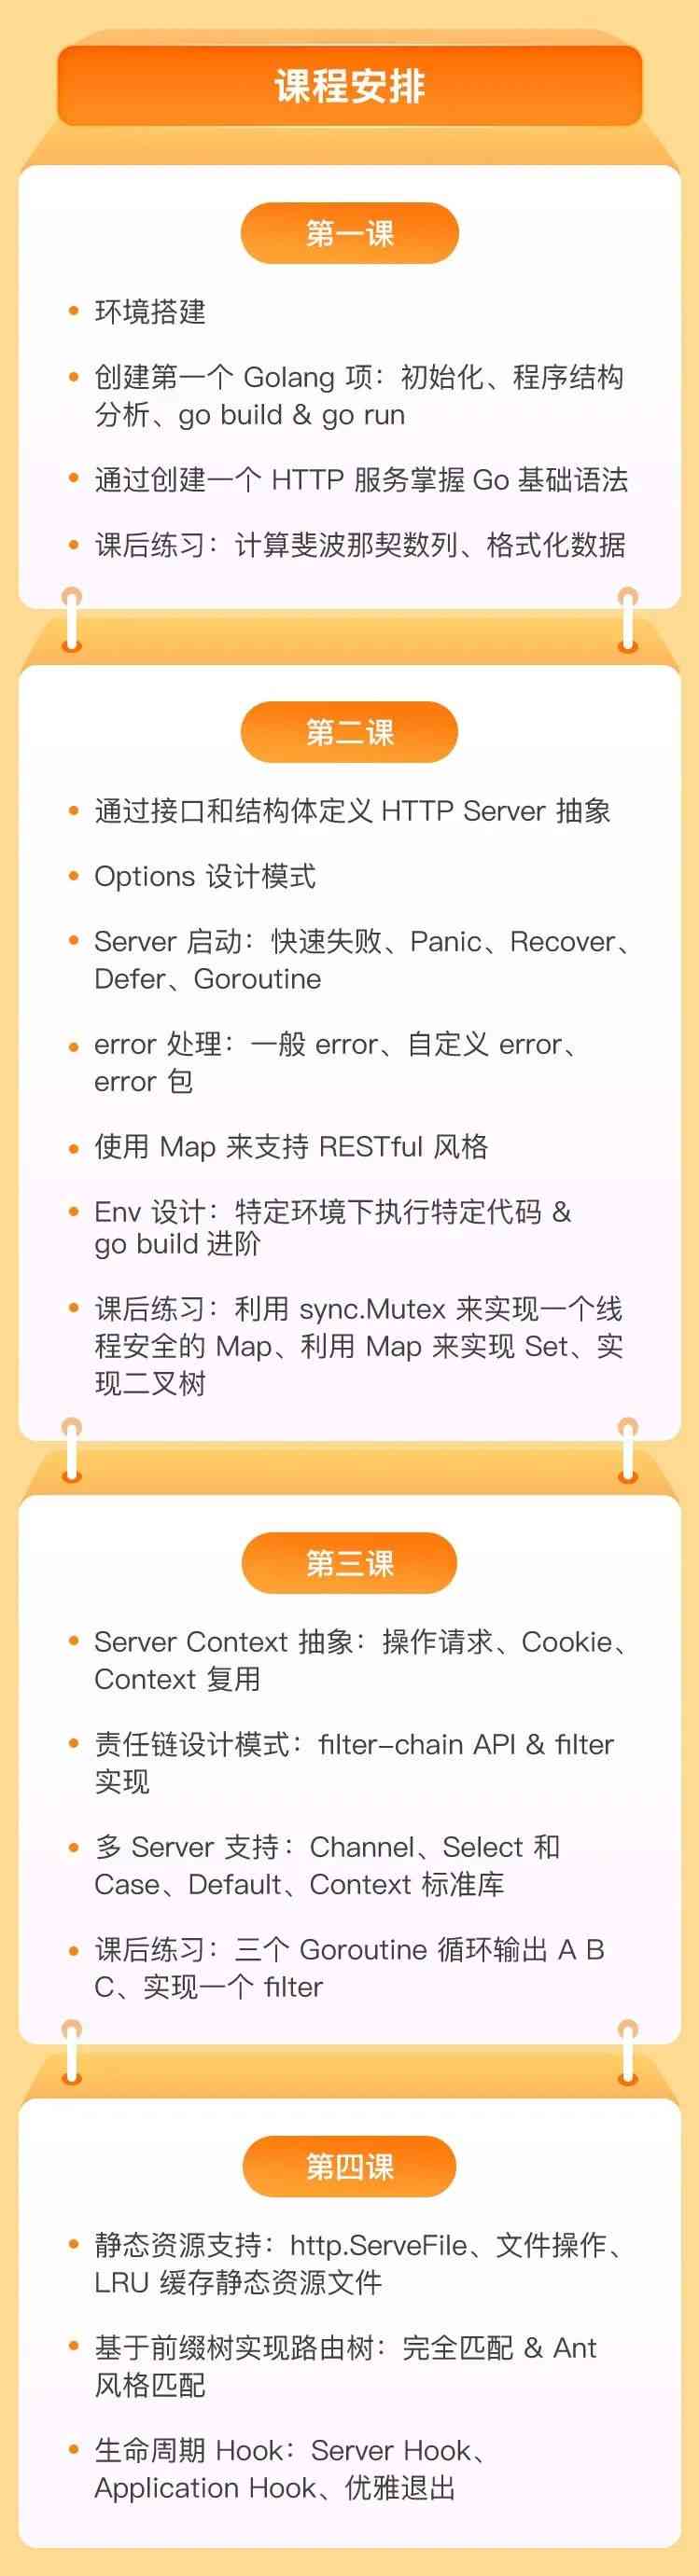 课程安排
第一课
环境搭建
创建第一个 Golang 项：初始化、程序结构
分析、go build & go run
通过创建一个 HTTP 服务掌握 Go 基础语法
课后练习：计算斐波那契数列、格式化数据
第二课
通过接口和结构体定义 HTTP Server 抽象
Options 设计模式
Server 启动：快速失败、Panic、Recover、
Defer、Goroutine
error 处理：一般 error、自定义 error、
error 包
使用 Map 来支持 RESTful 风格
Env 设计：特定环境下执行特定代码 &
go build 进阶
课后练习：利用 sync.Mutex 来实现一个线
程安全的 Map、利用 Map 来实现 Set、实
现二叉树
第三课
Server Context 抽象：操作请求、Cookie、
Context 复用
责任链设计模式：filter-chain API & filter
实现
多 Server 支持：Channel、Select 和
Case、Default、Context 标准库
课后练习：三个 Goroutine 循环输出 A B
C、实现一个 filter
第四课
静态资源支持：http.ServeFile、文件操作、
LRU 缓存静态资源文件
基于前缀树实现路由树：完全匹配 & Ant
风格匹配
生命周期 Hook：Server Hook、
Application Hook、优雅退出